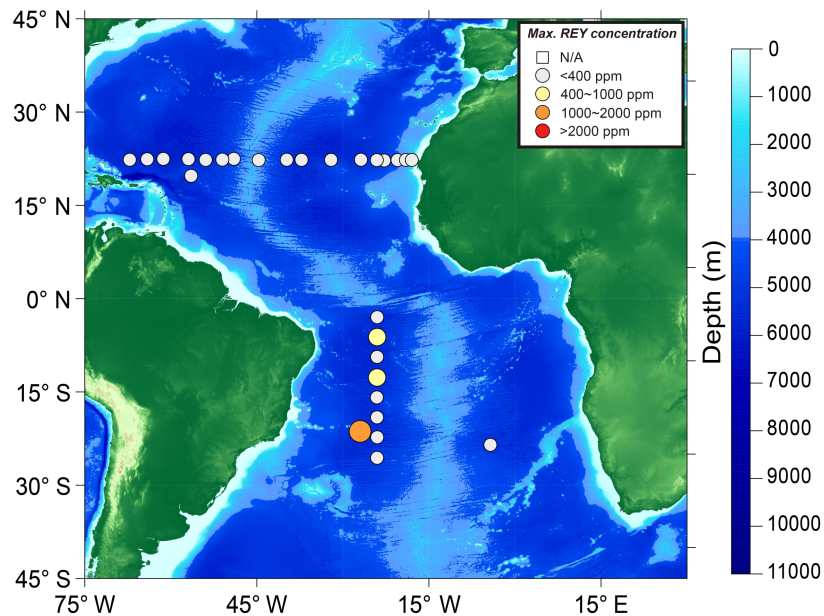 45° N
30° N
15° N
0° N
15° S
30° S
45° S
75° W
45° W
15° W
15° E
Max. REY concentration
N/A
<400 ppm
400~1000 ppm
1000~2000 ppm
>2000 ppm
Depth (m)
0
1000
2000
3000
4000
5000
6000
7000
8000
9000
10000
11000